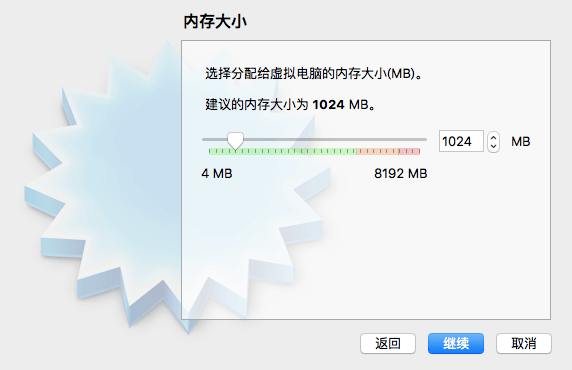 内存大小
选择分配给虚拟电脑的内存大小(MB)。
建议的内存大小为 1024 MB。
1024 MB
4 MB 8192 MB
返回 继续 取消